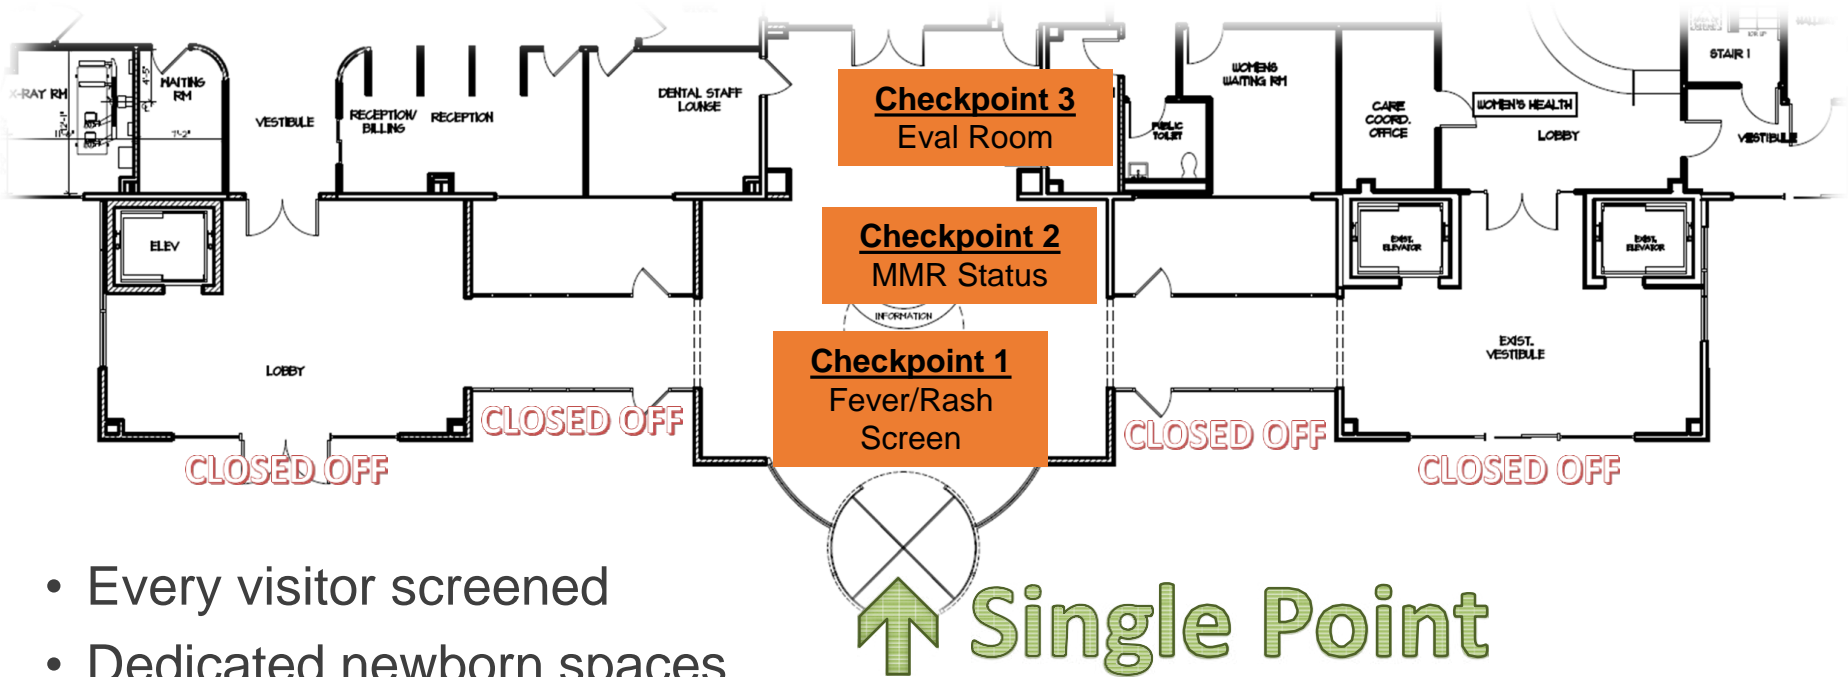 STAIR 1
X-RAY RM
WAITING
RM
7'-2"
VESTIBULE
RECEPTION/
BILLING
RECEPTION
DENTAL STAFF
LOUNGE
Checkpoint 3
Eval Room
PUBLIC
TOILET
WOMENS
WAITING RM
CARE
COORD.
OFFICE
WOMEN'S HEALTH
LOBBY
VESTIBULE
ELEV
Checkpoint 2
MMR Status
EXIST.
ELEVATOR
EXIST.
ELEVATOR
INFORMATION
LOBBY
Checkpoint 1
Fever/Rash
Screen
EXIST.
VESTIBULE
CLOSED OFF
CLOSED OFF
CLOSED OFF
CLOSED OFF
• Every visitor screened
• Dedicated newborn spaces
Single Point